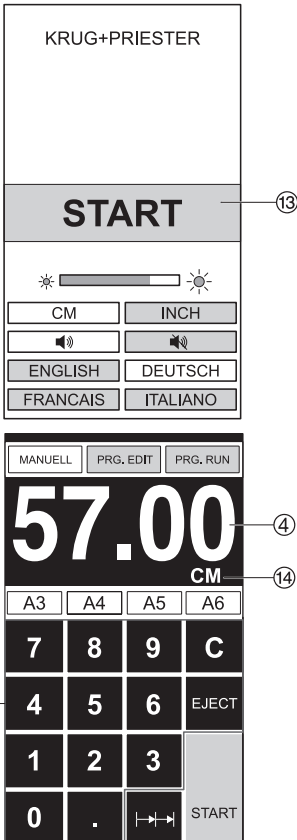 KRUG+PRIESTER
START
13
CM INCH
ENGLISH DEUTSCH
FRANCAIS ITALIANO
MANUELL PRG. EDIT PRG. RUN
57.00
4
CM
14
A3 A4 A5 A6
7 8 9 C
4 5 6 EJECT
1 2 3
0 . START